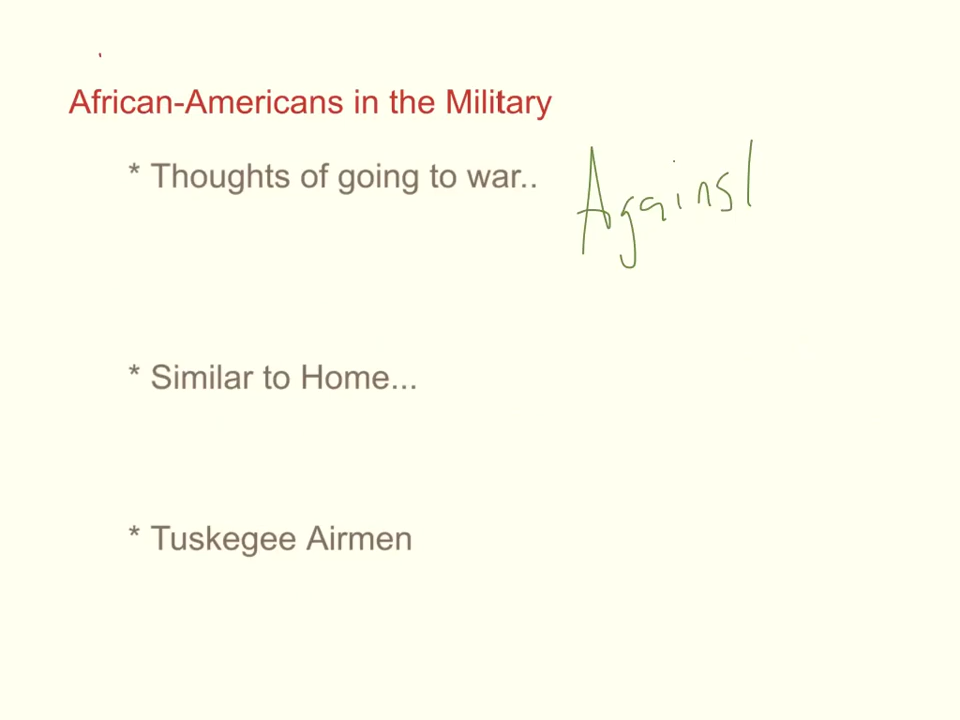 African-Americans in the Military
* Thoughts of going to war.. Against
* Similar to Home...
* Tuskegee Airmen